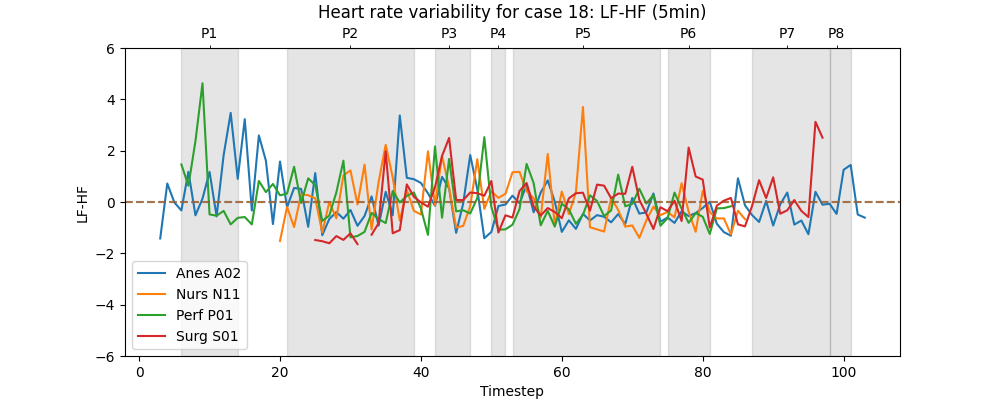 Heart rate variability for case 18: LF-HF (5min)
P1 P2 P3 P4 P5 P6 P7 P8
6
4
2
0
−2
−4
−6
LF-HF
Anes A02
Nurs N11
Perf P01
Surg S01
0 20 40 60 80 100
Timestep